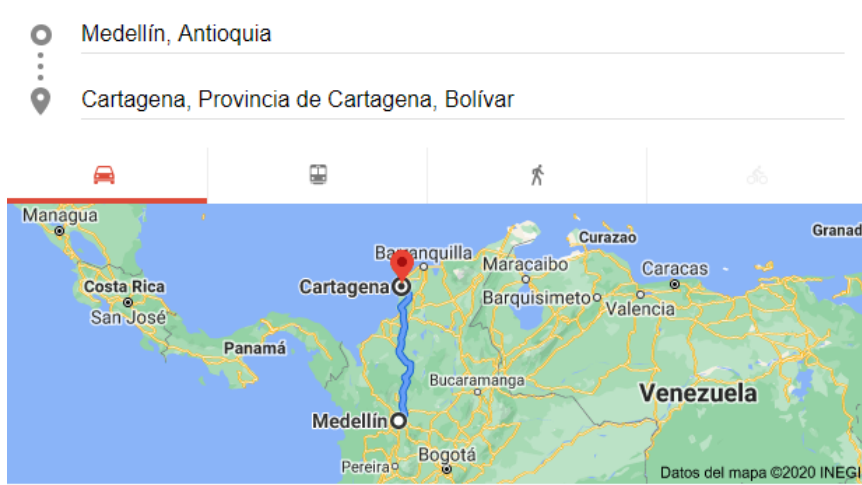 Medellín, Antioquia
Cartagena, Provincia de Cartagena, Bolívar
Managua
Granad
Curazao
Barranquilla
Maracaibo
Caracas
Costa Rica
Cartagena
Barquisimeto
Valencia
San José
Panamá
Bucaramanga
Venezuela
Medellín
Bogotá
Pereira
Datos del mapa ©2020 INEGI